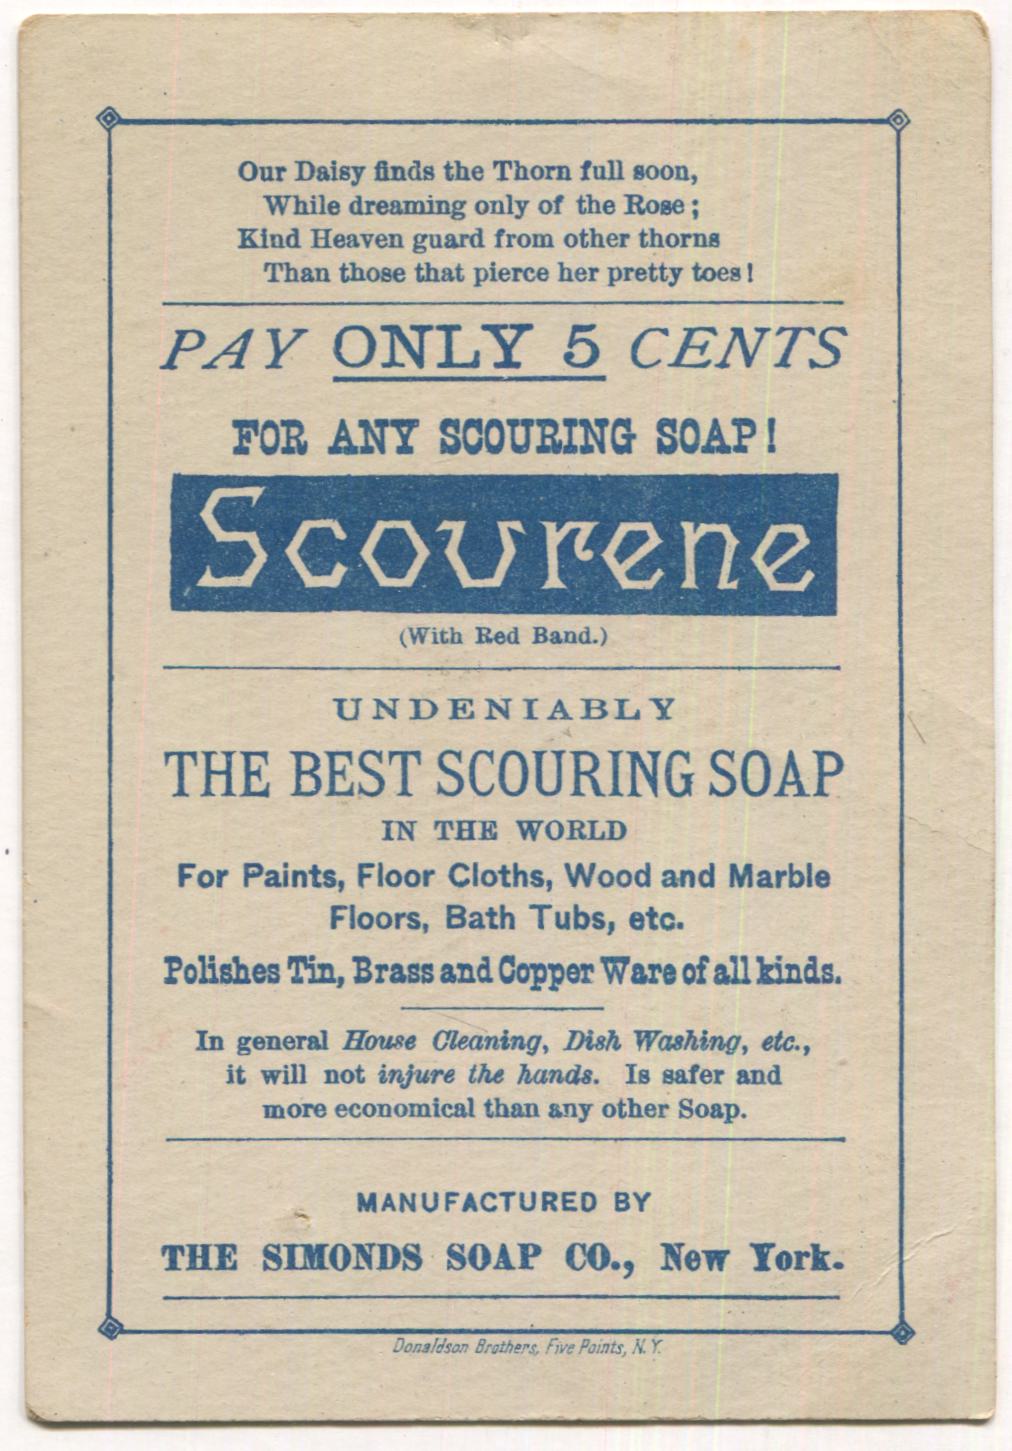 Our Daisy finds the Thorn full soon,
While dreaming only of the Rose;
Kind Heaven guard from other thorns
Than those that pierce her pretty toes!
PAY ONLY 5 CENTS
FOR ANY SCOURING SOAP!
Scourene
(With Red Band.)
UNDENIABLY
THE BEST SCOURING SOAP
IN THE WORLD
For Paints, Floor Cloths, Wood and Marble
Floors, Bath Tubs, etc.
Polishes Tin, Brass and Copper Ware of all kinds.
In general House Cleaning, Dish Washing, etc.,
it will not injure the hands. Is safer and
more economical than any other Soap.
MANUFACTURED BY
THE SIMONDS SOAP CO., New York.
Donaldson Brothers, Five Points, N.Y.